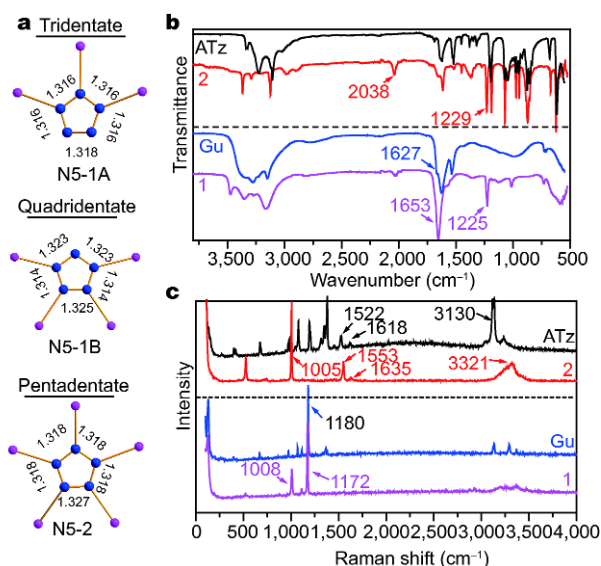 a
Tridentate
1.316
1.316
1.316
1.316
1.318
N5-1A
Quadridentate
1.323
1.323
1.314
1.314
1.325
N5-1B
Pentadentate
1.318
1.318
1.318
1.318
1.327
N5-2
b
Transmittance
ATz
2
2038
1229
Gu
1627
1
1653
1225
3,500 3,000 2,500 2,000 1,500 1,000 500
Wavenumber (cm⁻¹)
c
Intensity
1522
1618
3130
ATz
1553
1005
1635
3321
2
1180
Gu
1008
1172
1
0 500 1,000 1,500 2,000 2,500 3,000 3,500 4,000
Raman shift (cm⁻¹)